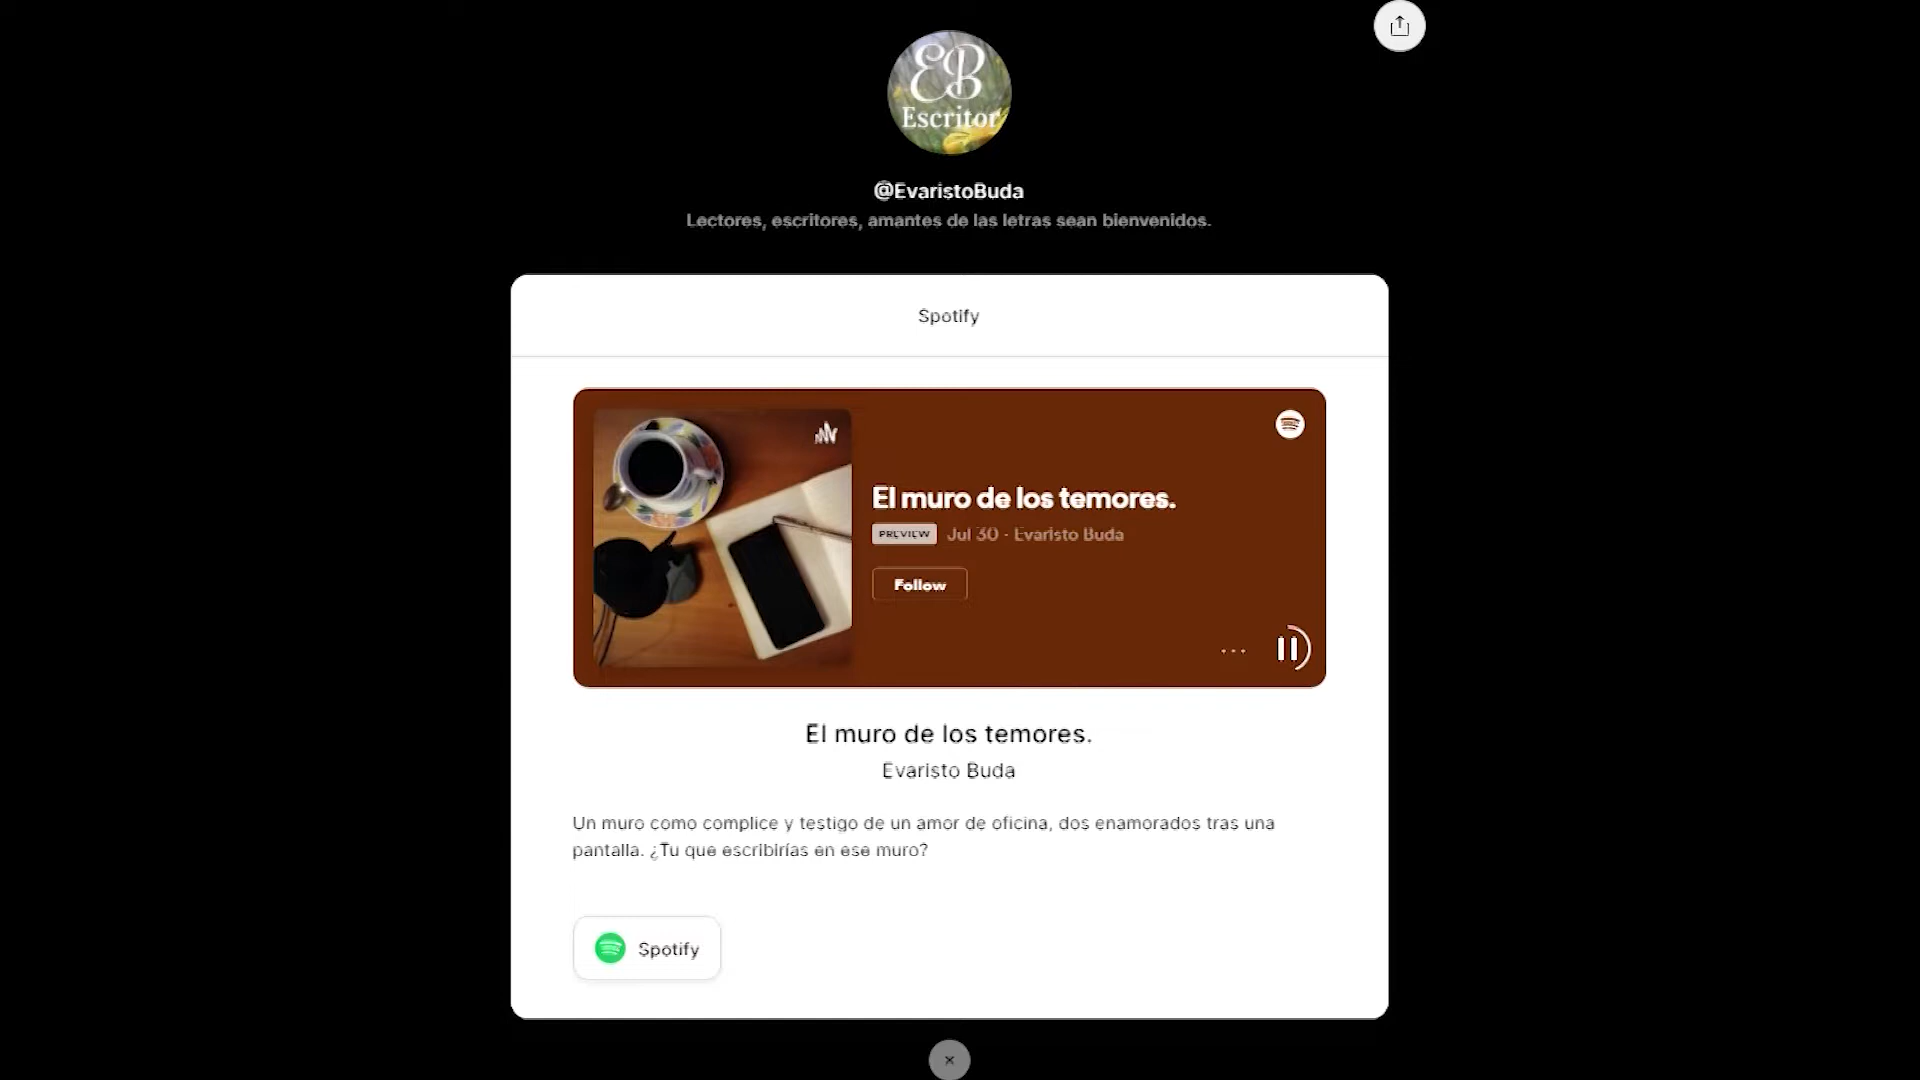 EB
Escritor
@EvaristoBuda
Lectores, escritores, amantes de las letras sean bienvenidos.
Spotify
El muro de los temores.
PREVIEW Jul 30 · Evaristo Buda
Follow
El muro de los temores.
Evaristo Buda
Un muro como complice y testigo de un amor de oficina, dos enamorados tras una
pantalla. ¿Tu que escribirías en ese muro?
Spotify